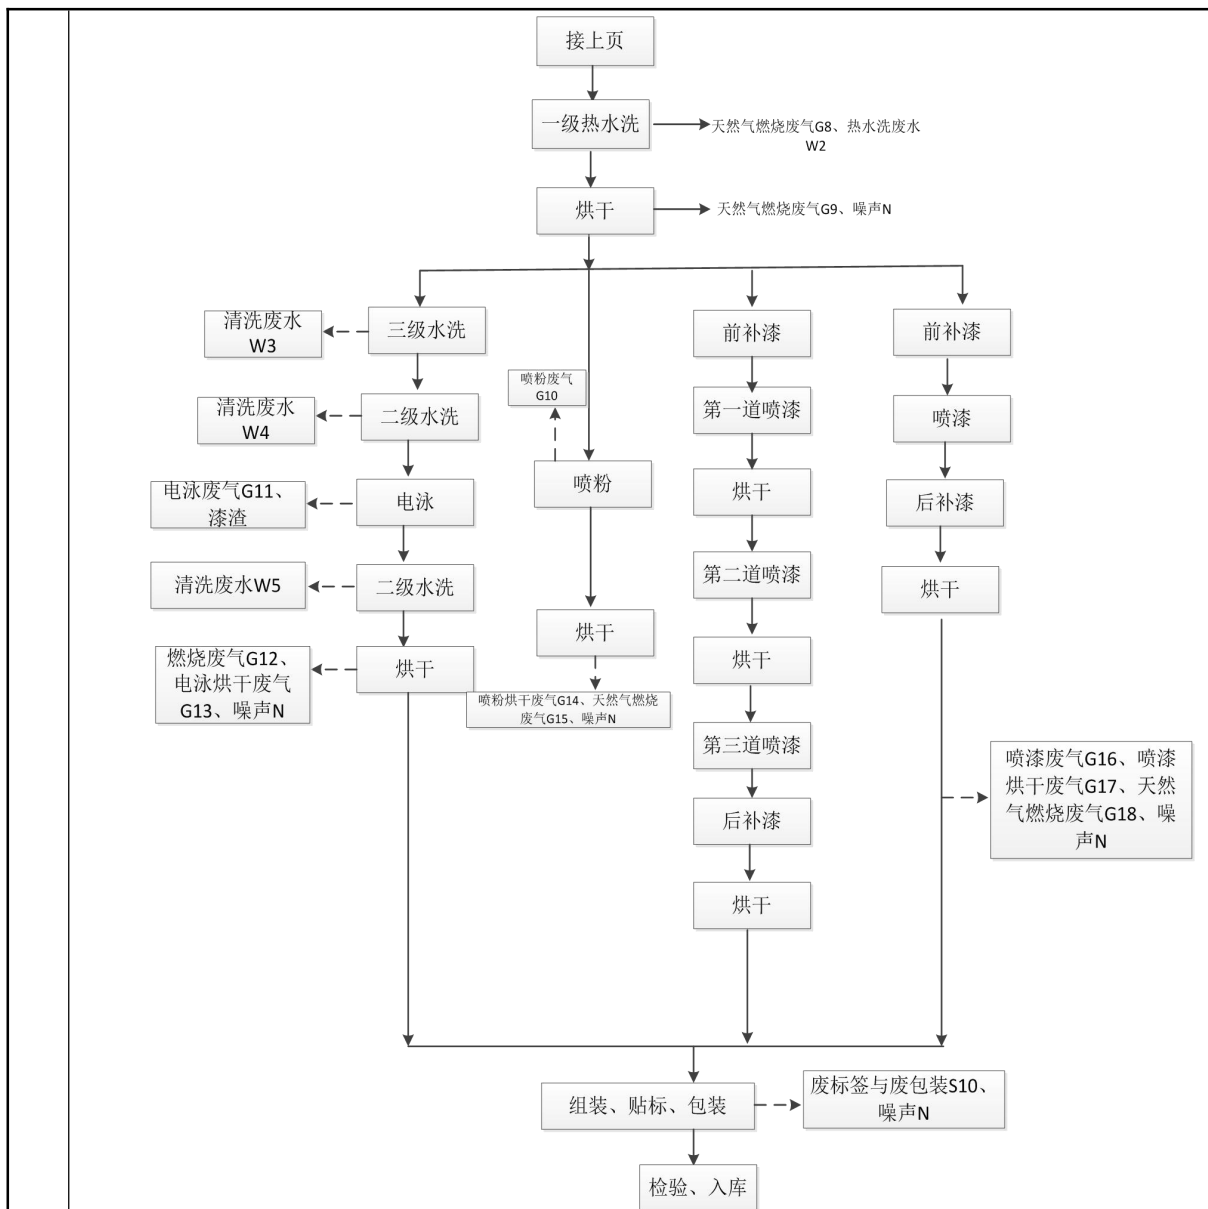 接上页
一级热水洗
天然气燃烧废气G8、热水洗废水
W2
烘干
天然气燃烧废气G9、噪声N
清洗废水
W3
三级水洗
清洗废水
W4
二级水洗
电泳废气G11、
漆渣
电泳
清洗废水W5
二级水洗
燃烧废气G12、
电泳烘干废气
G13、噪声N
烘干
喷粉废气
G10
喷粉
烘干
喷粉烘干废气G14、天然气燃烧
废气G15、噪声N
前补漆
第一道喷漆
烘干
第二道喷漆
烘干
第三道喷漆
后补漆
烘干
前补漆
喷漆
后补漆
烘干
喷漆废气G16、喷漆
烘干废气G17、天然
气燃烧废气G18、噪
声N
组装、贴标、包装
废标签与废包装S10、
噪声N
检验、入库